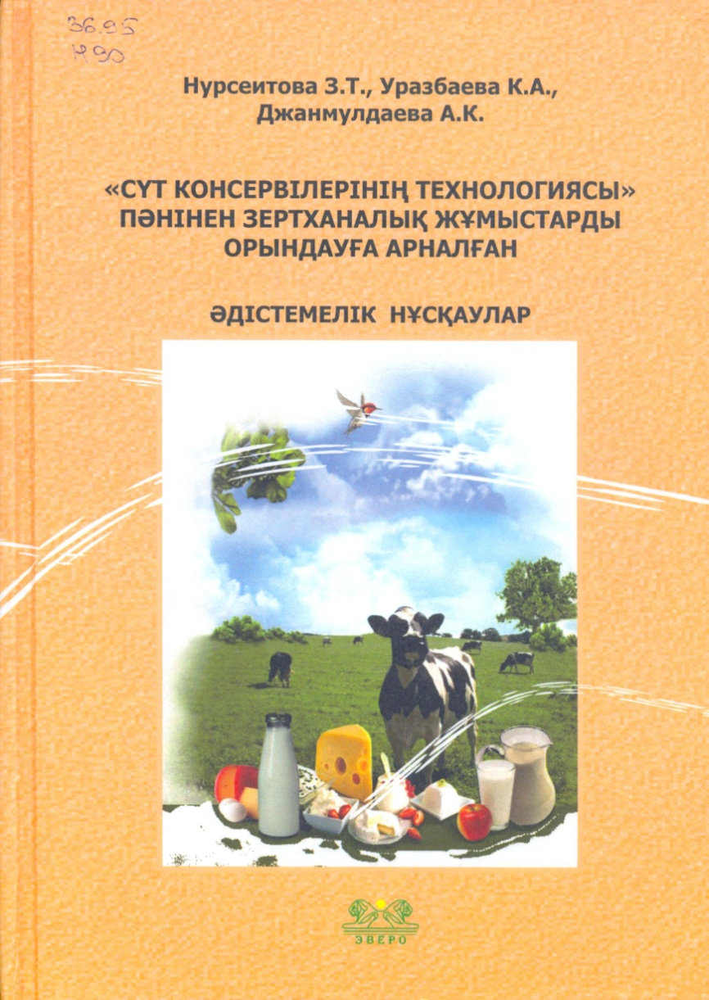 36.95
Н90
Нурсеитова З.Т., Уразбаева К.А.,
Джанмулдаева А.К.
«СҮТ КОНСЕРВІЛЕРІНІҢ ТЕХНОЛОГИЯСЫ»
ПӘНІНЕН ЗЕРТХАНАЛЫҚ ЖҰМЫСТАРДЫ
ОРЫНДАУҒА АРНАЛҒАН
ӘДІСТЕМЕЛІК НҰСҚАУЛАР
ЭВЕРО